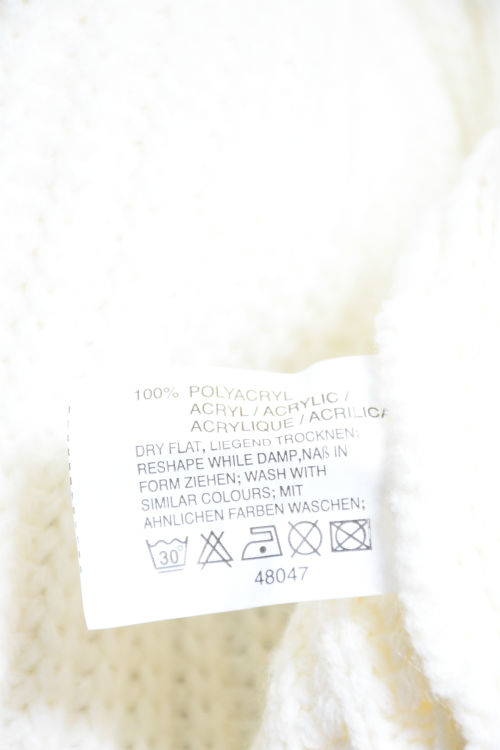 100% POLYACRYL
ACRYL / ACRYLIC /
ACRYLIQUE / ACRILICA
DRY FLAT, LIEGEND TROCKNEN;
RESHAPE WHILE DAMP,NAß IN
FORM ZIEHEN; WASH WITH
SIMILAR COLOURS; MIT
AHNLICHEN FARBEN WASCHEN;
30°
48047